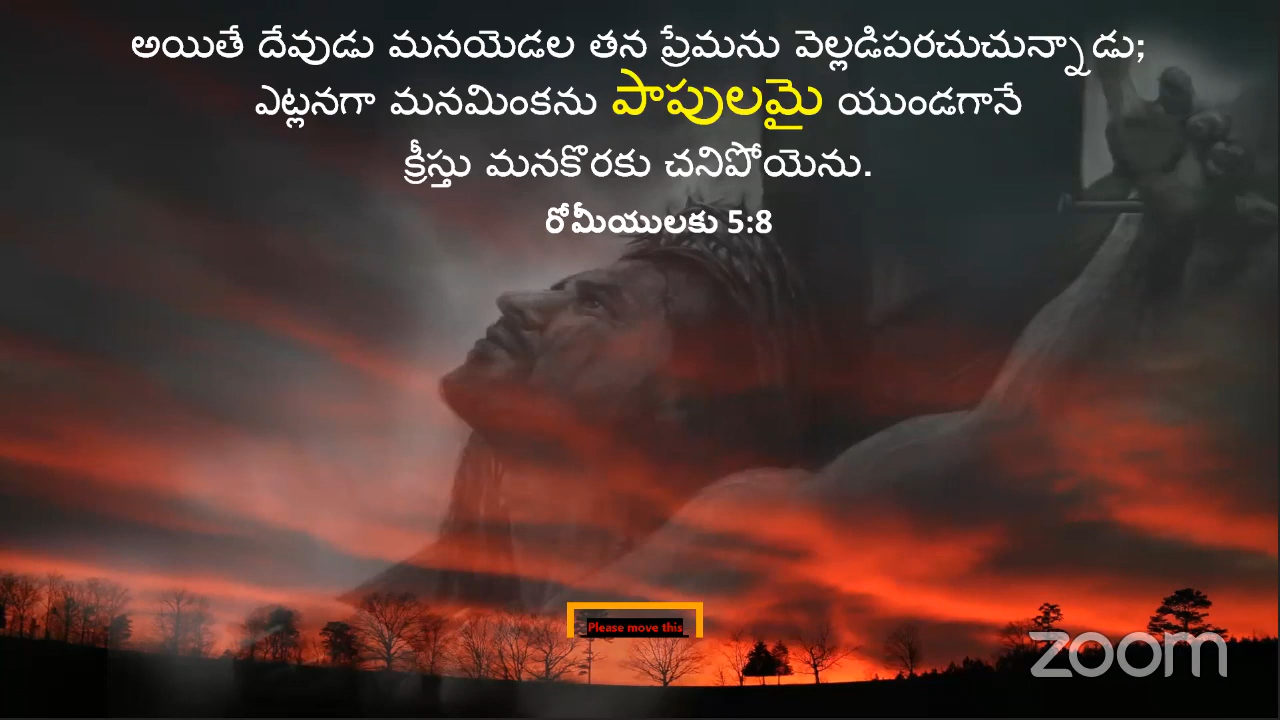 అయితే దేవుడు మనయెడల తన ప్రేమను వెల్లడిపరచుచున్నాడు;
ఎట్లనగా మనమింకను పాపులమై యుండగానే
క్రీస్తు మనకొరకు చనిపోయెను.
రోమీయులకు 5:8
Please move this
zoom